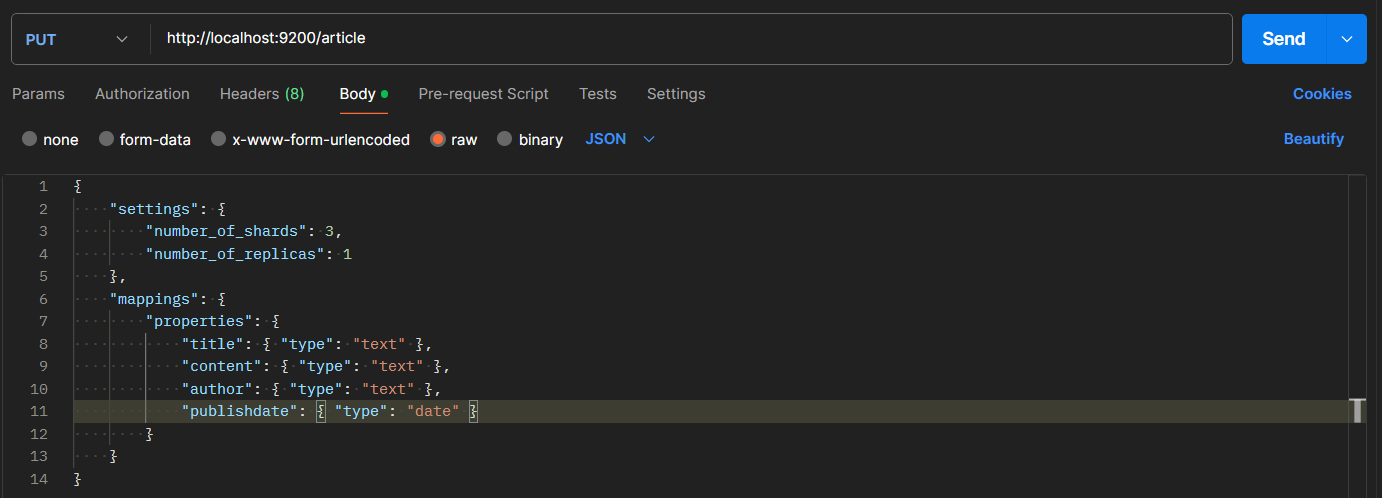 PUT http://localhost:9200/article Send
Params Authorization Headers (8) Body Pre-request Script Tests Settings Cookies
none form-data x-www-form-urlencoded raw binary JSON Beautify
1 {
2     "settings": {
3         "number_of_shards": 3,
4         "number_of_replicas": 1
5     },
6     "mappings": {
7         "properties": {
8             "title": { "type": "text" },
9             "content": { "type": "text" },
10             "author": { "type": "text" },
11             "publishdate": { "type": "date" }
12         }
13     }
14 }